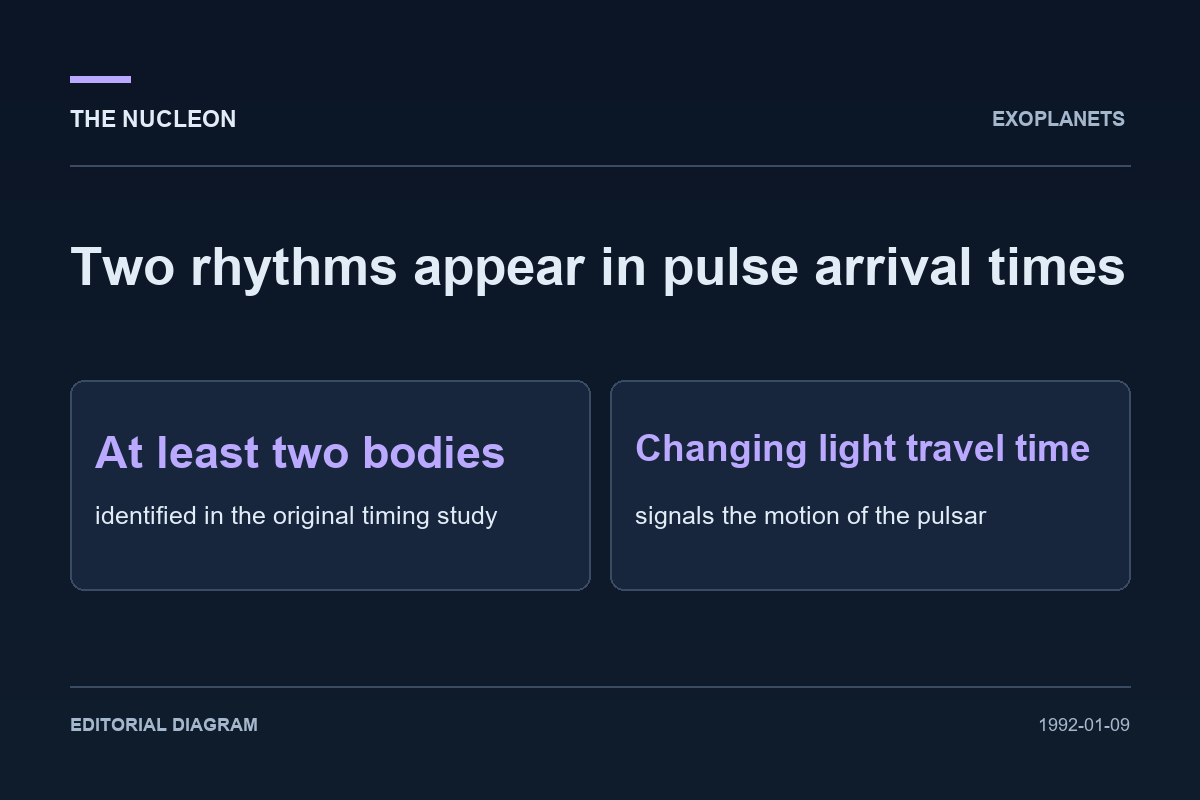 THE NUCLEON
EXOPLANETS
Two rhythms appear in pulse arrival times
At least two bodies
identified in the original timing study
Changing light travel time
signals the motion of the pulsar
EDITORIAL DIAGRAM
1992-01-09